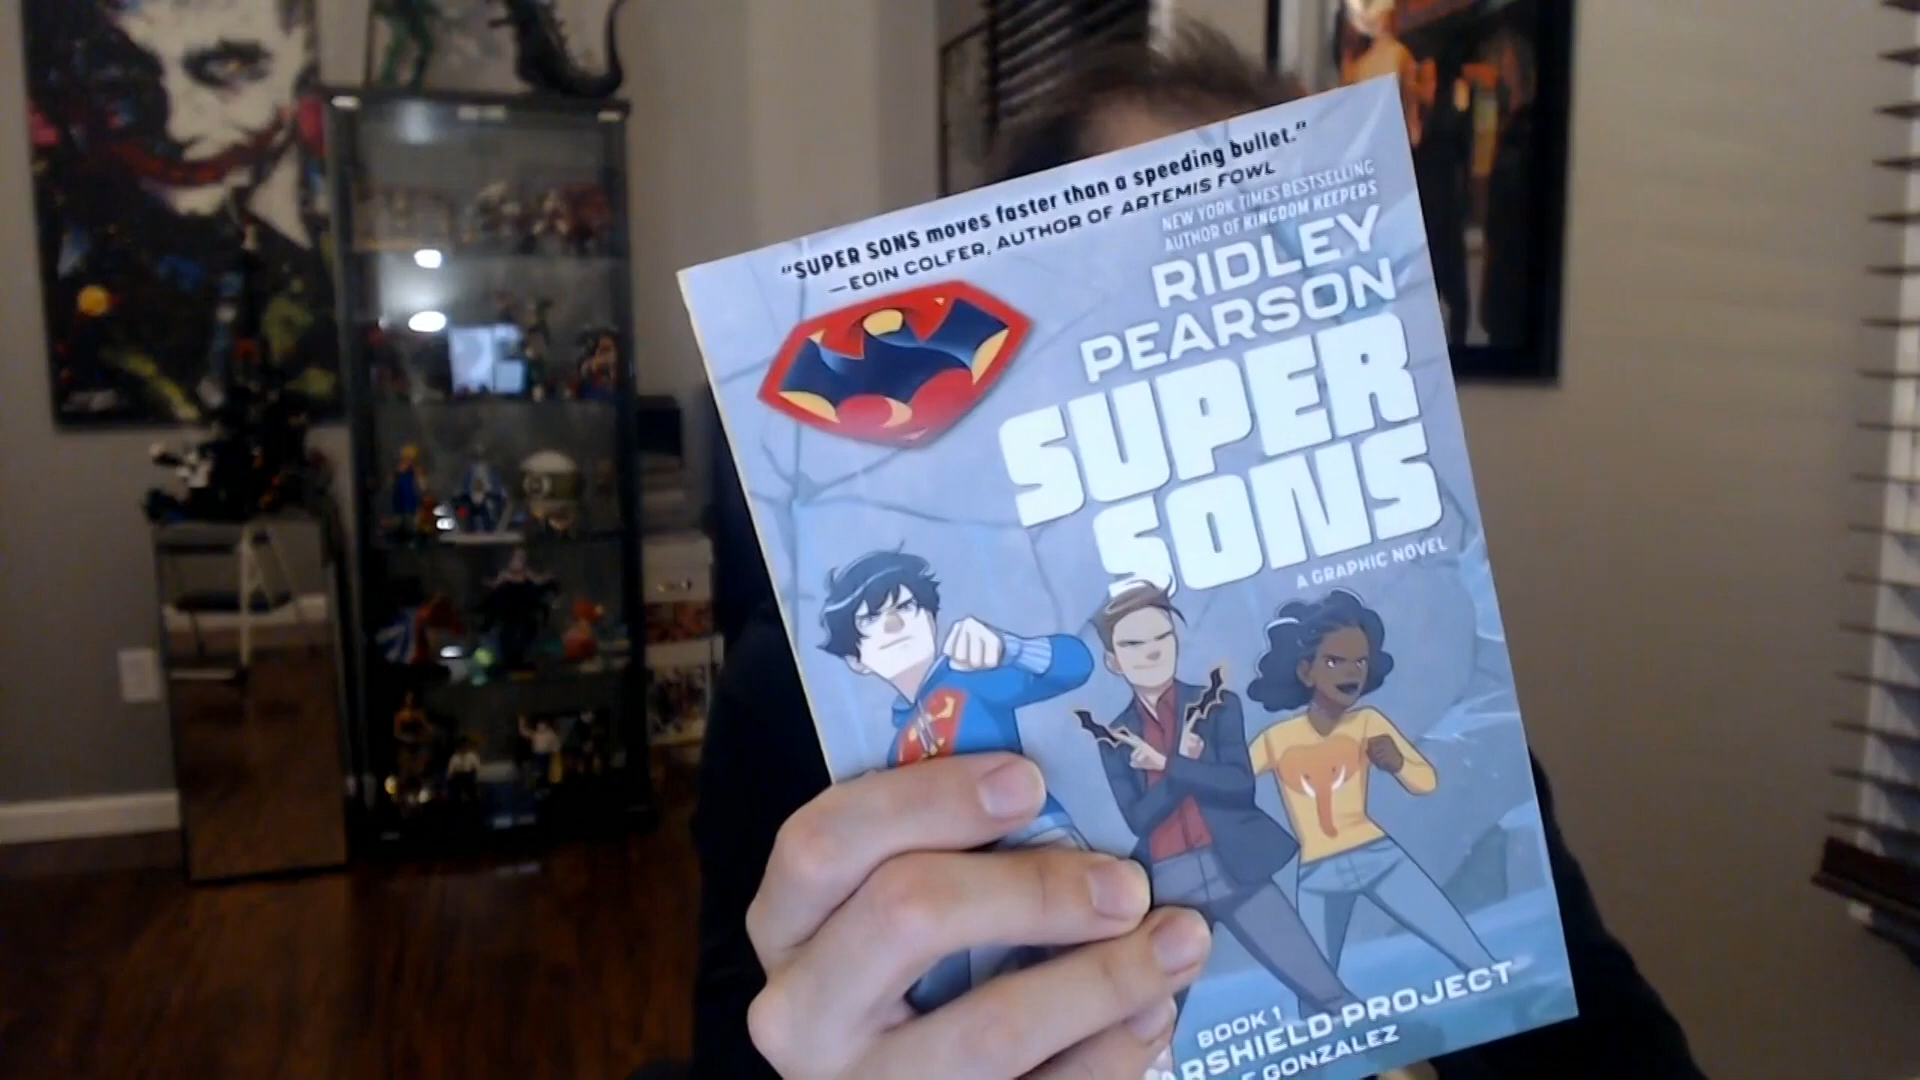 "SUPER SONS moves faster than a speeding bullet."
—EOIN COLFER, AUTHOR OF ARTEMIS FOWL
NEW YORK TIMES BESTSELLING
AUTHOR OF KINGDOM KEEPERS
RIDLEY
PEARSON
SUPER
SONS
A GRAPHIC NOVEL
BOOK 1
PROJECT
GONZALEZ